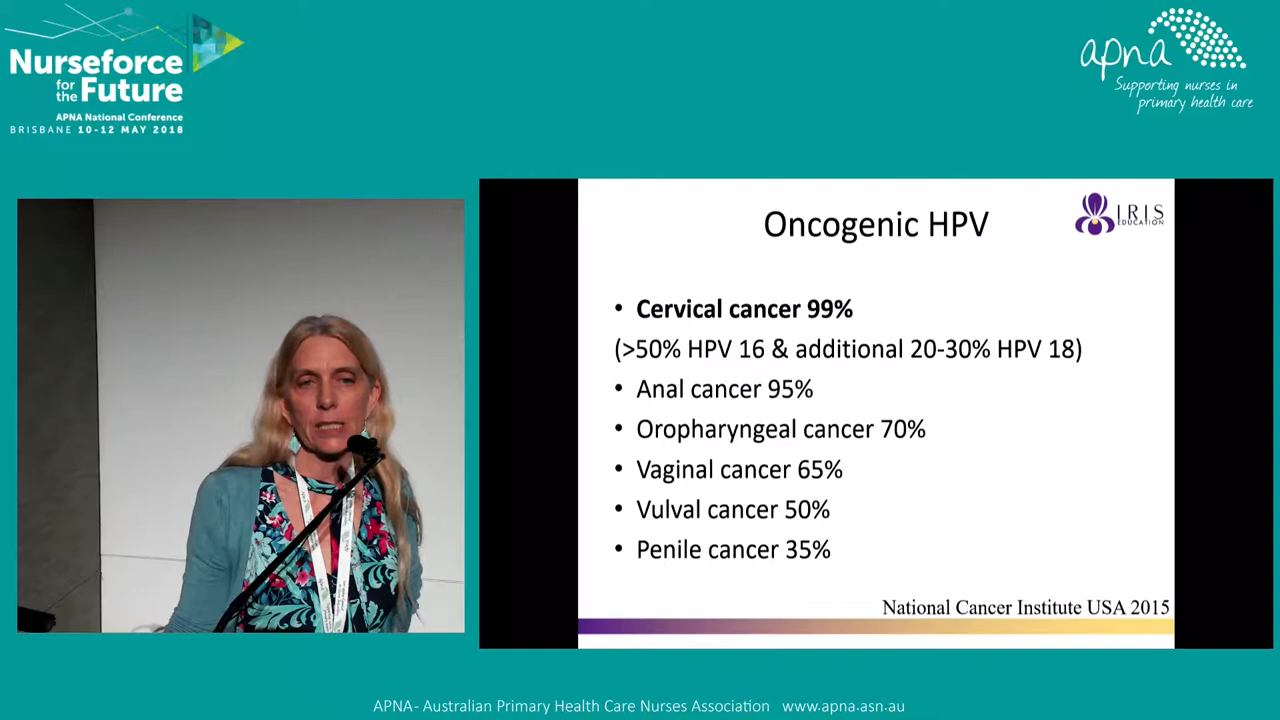 Nurseforce
for the Future
APNA National Conference
BRISBANE 10-12 MAY 2018
apna
Supporting nurses in
primary health care
IRIS
EDUCATION
Oncogenic HPV
• Cervical cancer 99%
(>50% HPV 16 & additional 20-30% HPV 18)
• Anal cancer 95%
• Oropharyngeal cancer 70%
• Vaginal cancer 65%
• Vulval cancer 50%
• Penile cancer 35%
National Cancer Institute USA 2015
APNA- Australian Primary Health Care Nurses Association www.apna.asn.au